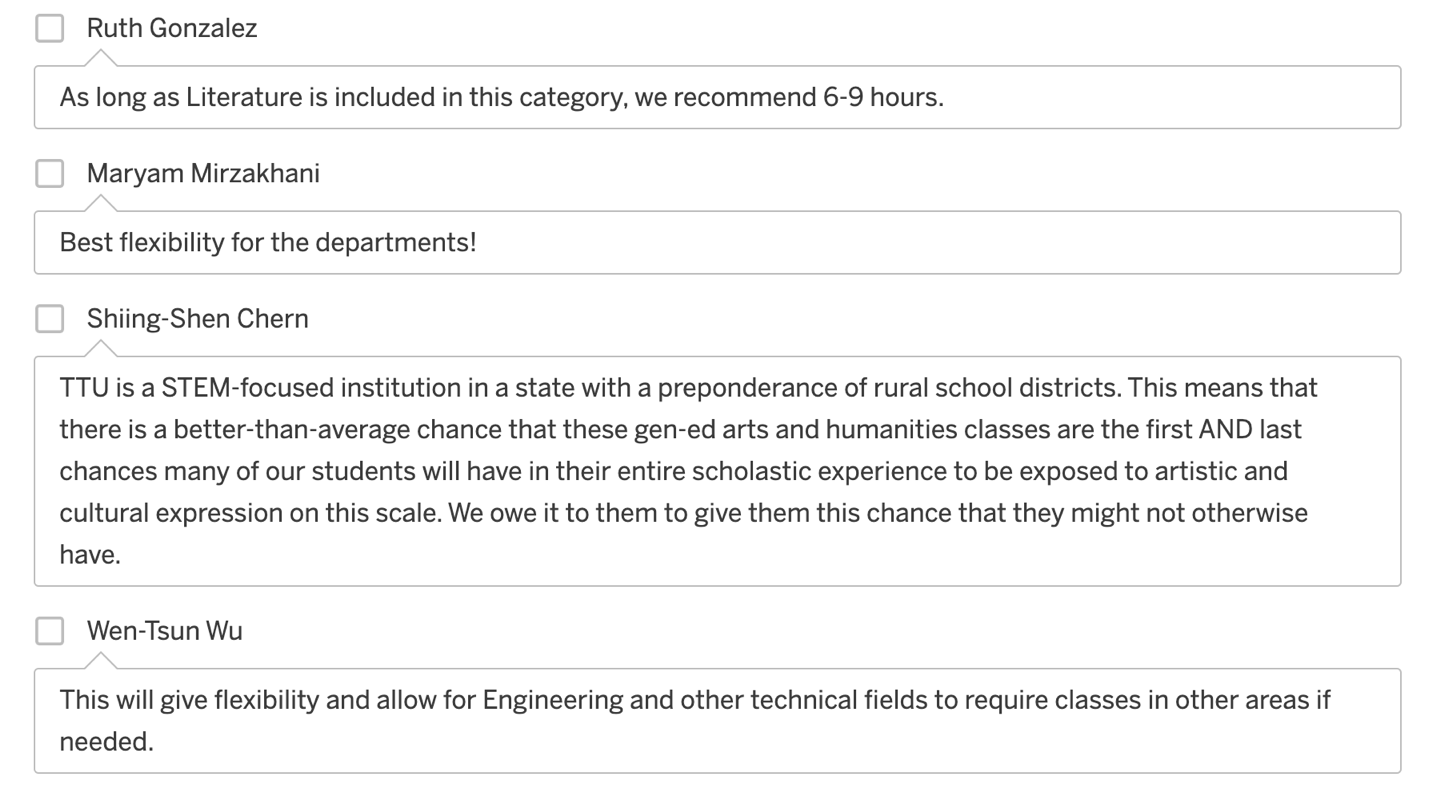 Ruth Gonzalez
As long as Literature is included in this category, we recommend 6-9 hours.
Maryam Mirzakhani
Best flexibility for the departments!
Shiing-Shen Chern
TTU is a STEM-focused institution in a state with a preponderance of rural school districts. This means that
there is a better-than-average chance that these gen-ed arts and humanities classes are the first AND last
chances many of our students will have in their entire scholastic experience to be exposed to artistic and
cultural expression on this scale. We owe it to them to give them this chance that they might not otherwise
have.
Wen-Tsun Wu
This will give flexibility and allow for Engineering and other technical fields to require classes in other areas if
needed.